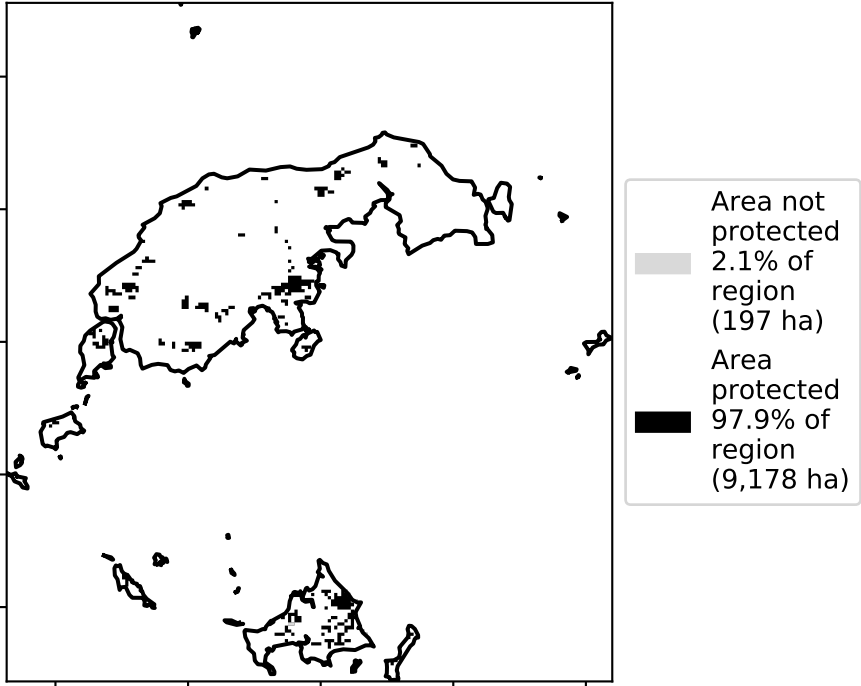 Area not
protected
2.1% of
region
(197 ha)
Area
protected
97.9% of
region
(9,178 ha)